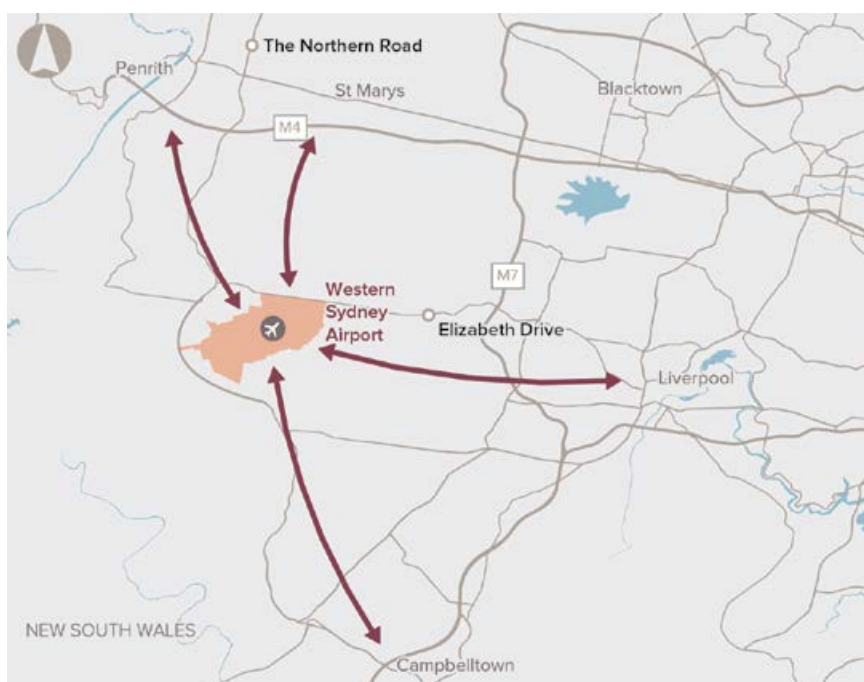 The Northern Road
Penrith
St Marys
Blacktown
M4
M7
Western
Sydney
Airport
Elizabeth Drive
Liverpool
NEW SOUTH WALES
Campbelltown